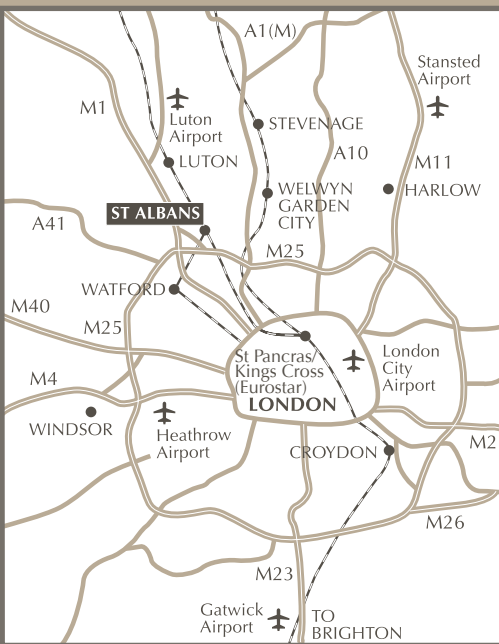 A1(M)
Stansted
Airport
M1
Luton
Airport
STEVENAGE
A10
LUTON
M11
WELWYN
GARDEN
CITY
HARLOW
ST ALBANS
A41
M25
WATFORD
M40
M25
St Pancras/
Kings Cross
(Eurostar)
LONDON
London
City
Airport
M4
WINDSOR
Heathrow
Airport
M2
CROYDON
M26
M23
Gatwick
Airport
TO
BRIGHTON